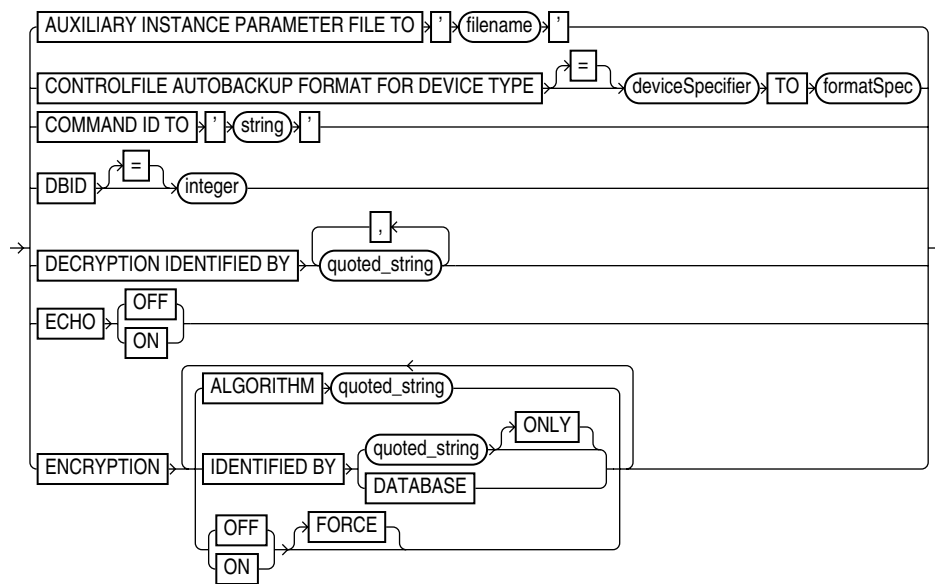 AUXILIARY INSTANCE PARAMETER FILE TO ' filename '
=
CONTROLFILE AUTOBACKUP FORMAT FOR DEVICE TYPE deviceSpecifier TO formatSpec
COMMAND ID TO ' string '
=
DBID integer
,
DECRYPTION IDENTIFIED BY quoted_string
OFF
ECHO
ON
ALGORITHM quoted_string
ONLY
quoted_string
ENCRYPTION IDENTIFIED BY
DATABASE
OFF FORCE
ON